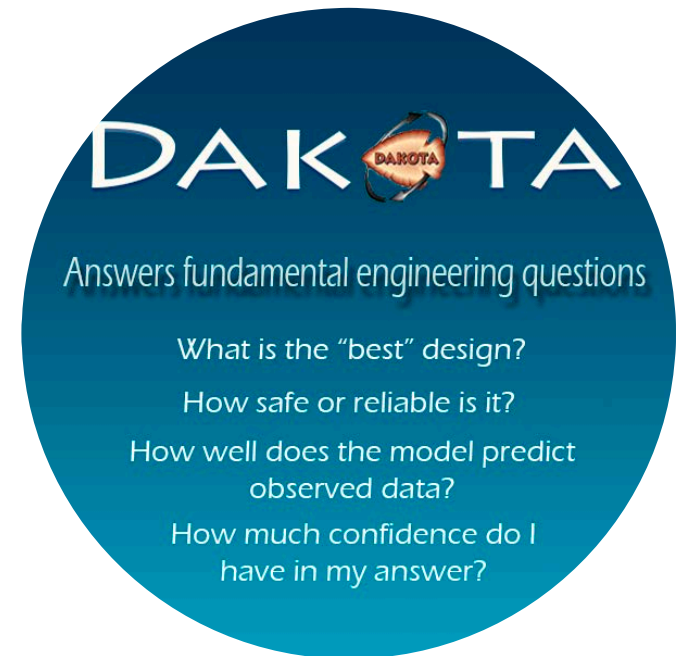 DAKOTA
DAKOTA
Answers fundamental engineering questions
What is the “best” design?
How safe or reliable is it?
How well does the model predict
observed data?
How much confidence do I
have in my answer?